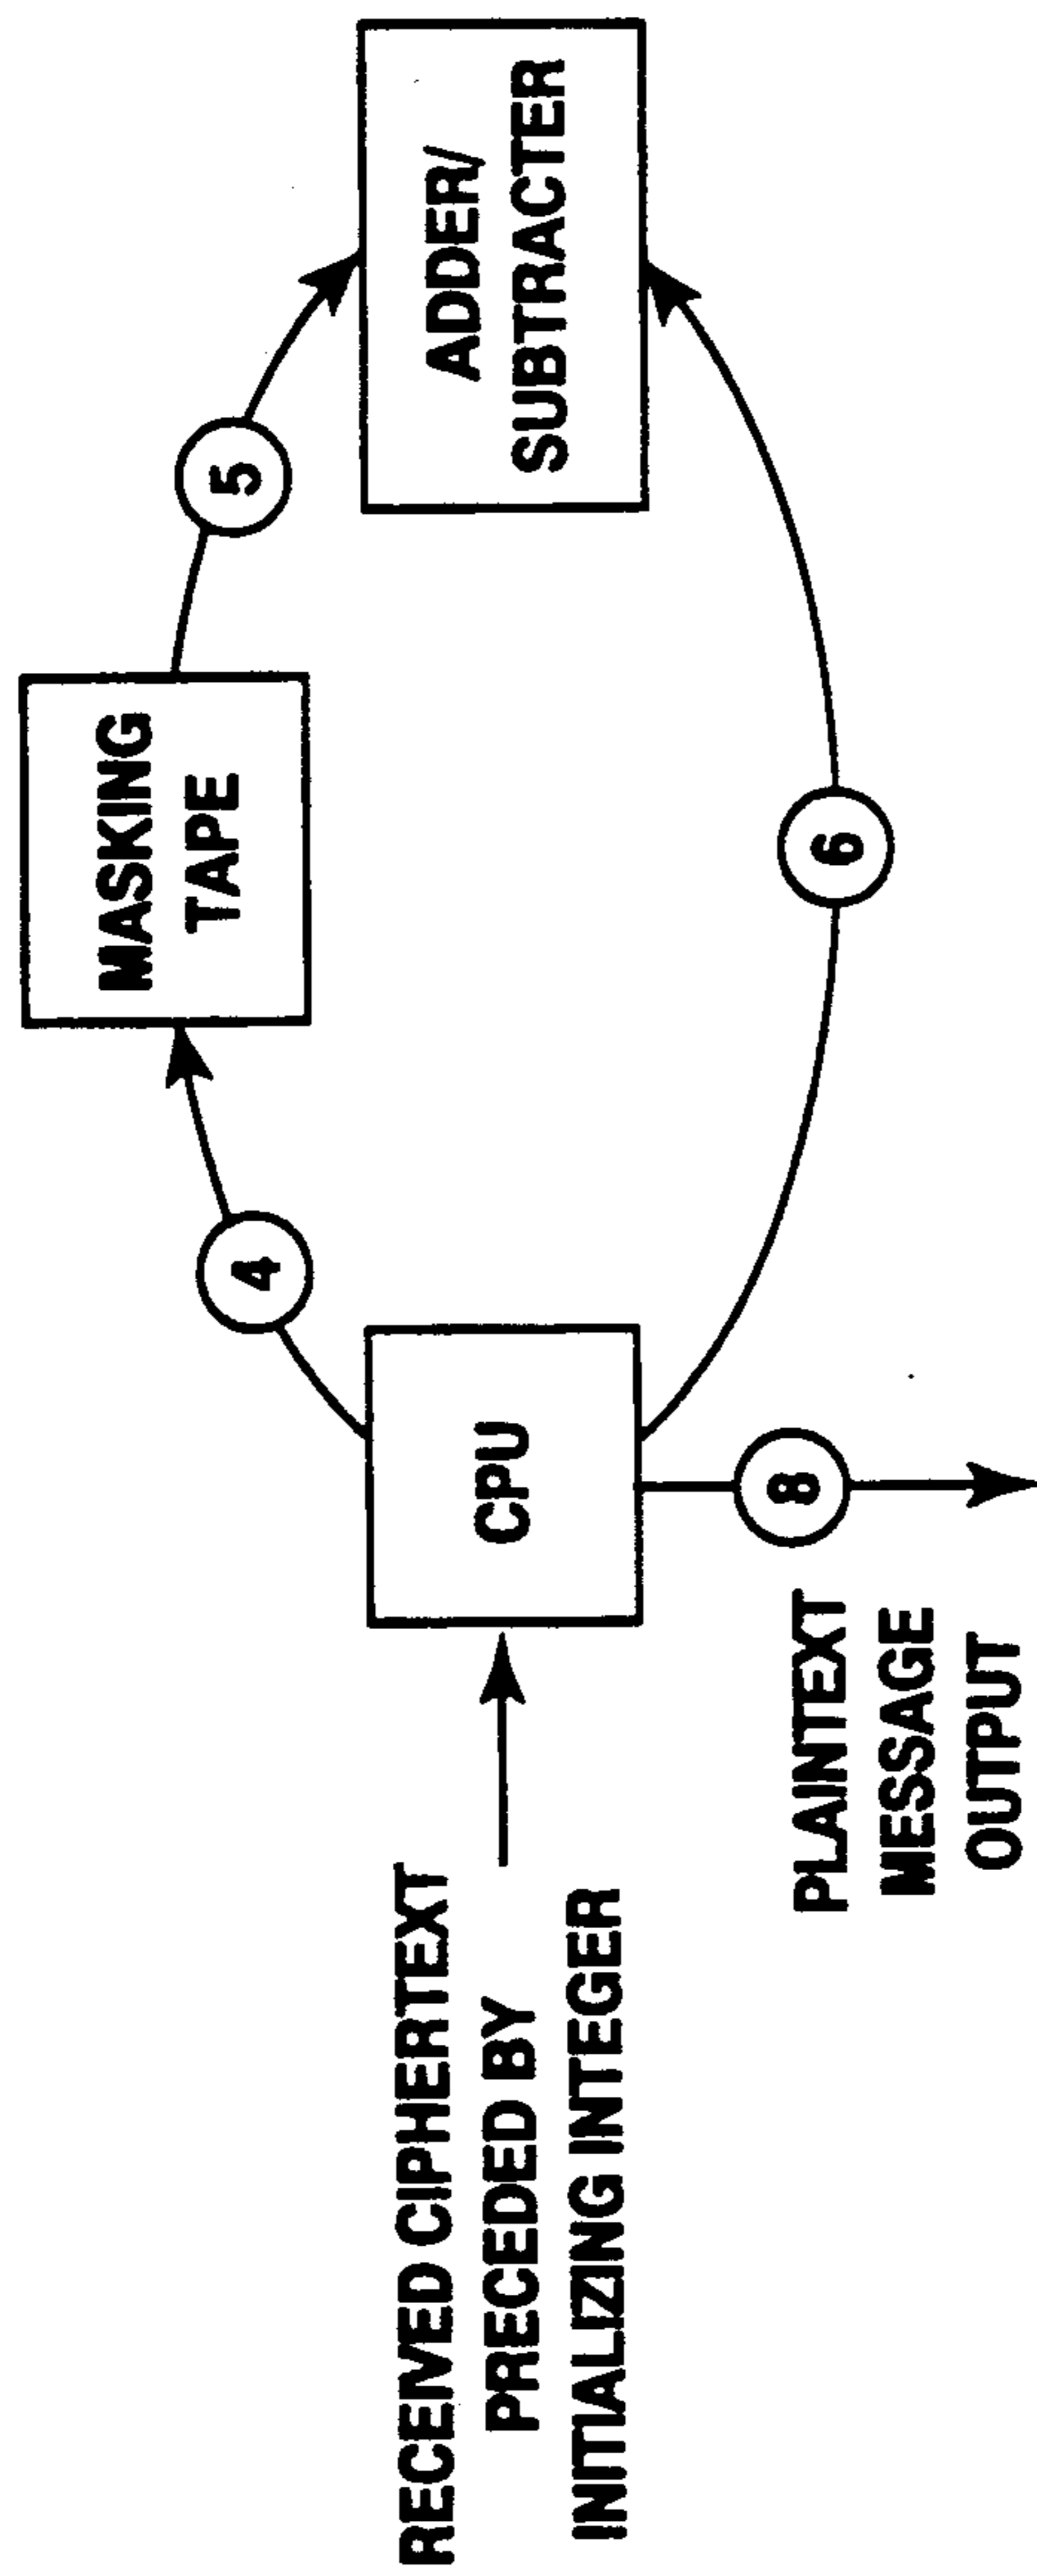 RECEIVED CIPHERTEXT
PRECEDED BY
INITIALIZING INTEGER
CPU
4
MASKING
TAPE
5
ADDER/
SUBTRACTER
6
8
PLAINTEXT
MESSAGE
OUTPUT